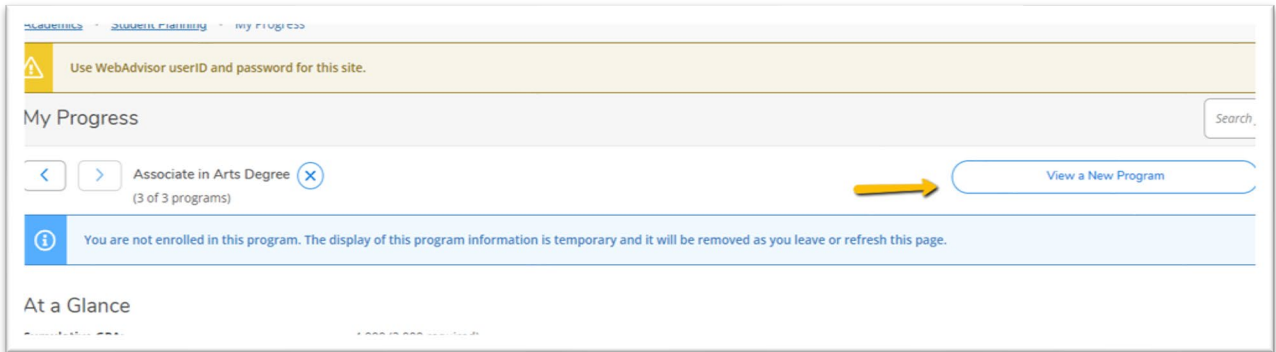 Academics · Student Planning · My Progress
Use WebAdvisor userID and password for this site.
My Progress
Search
Associate in Arts Degree
(3 of 3 programs)
View a New Program
You are not enrolled in this program. The display of this program information is temporary and it will be removed as you leave or refresh this page.
At a Glance
Cumulative GPA: